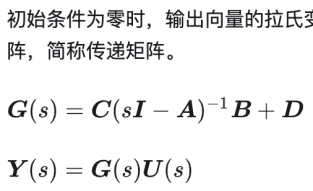 初始条件为零时，输出向量的拉氏
阵，简称传递矩阵。
G(s) = C(sI − A)⁻¹B + D
Y(s) = G(s)U(s)